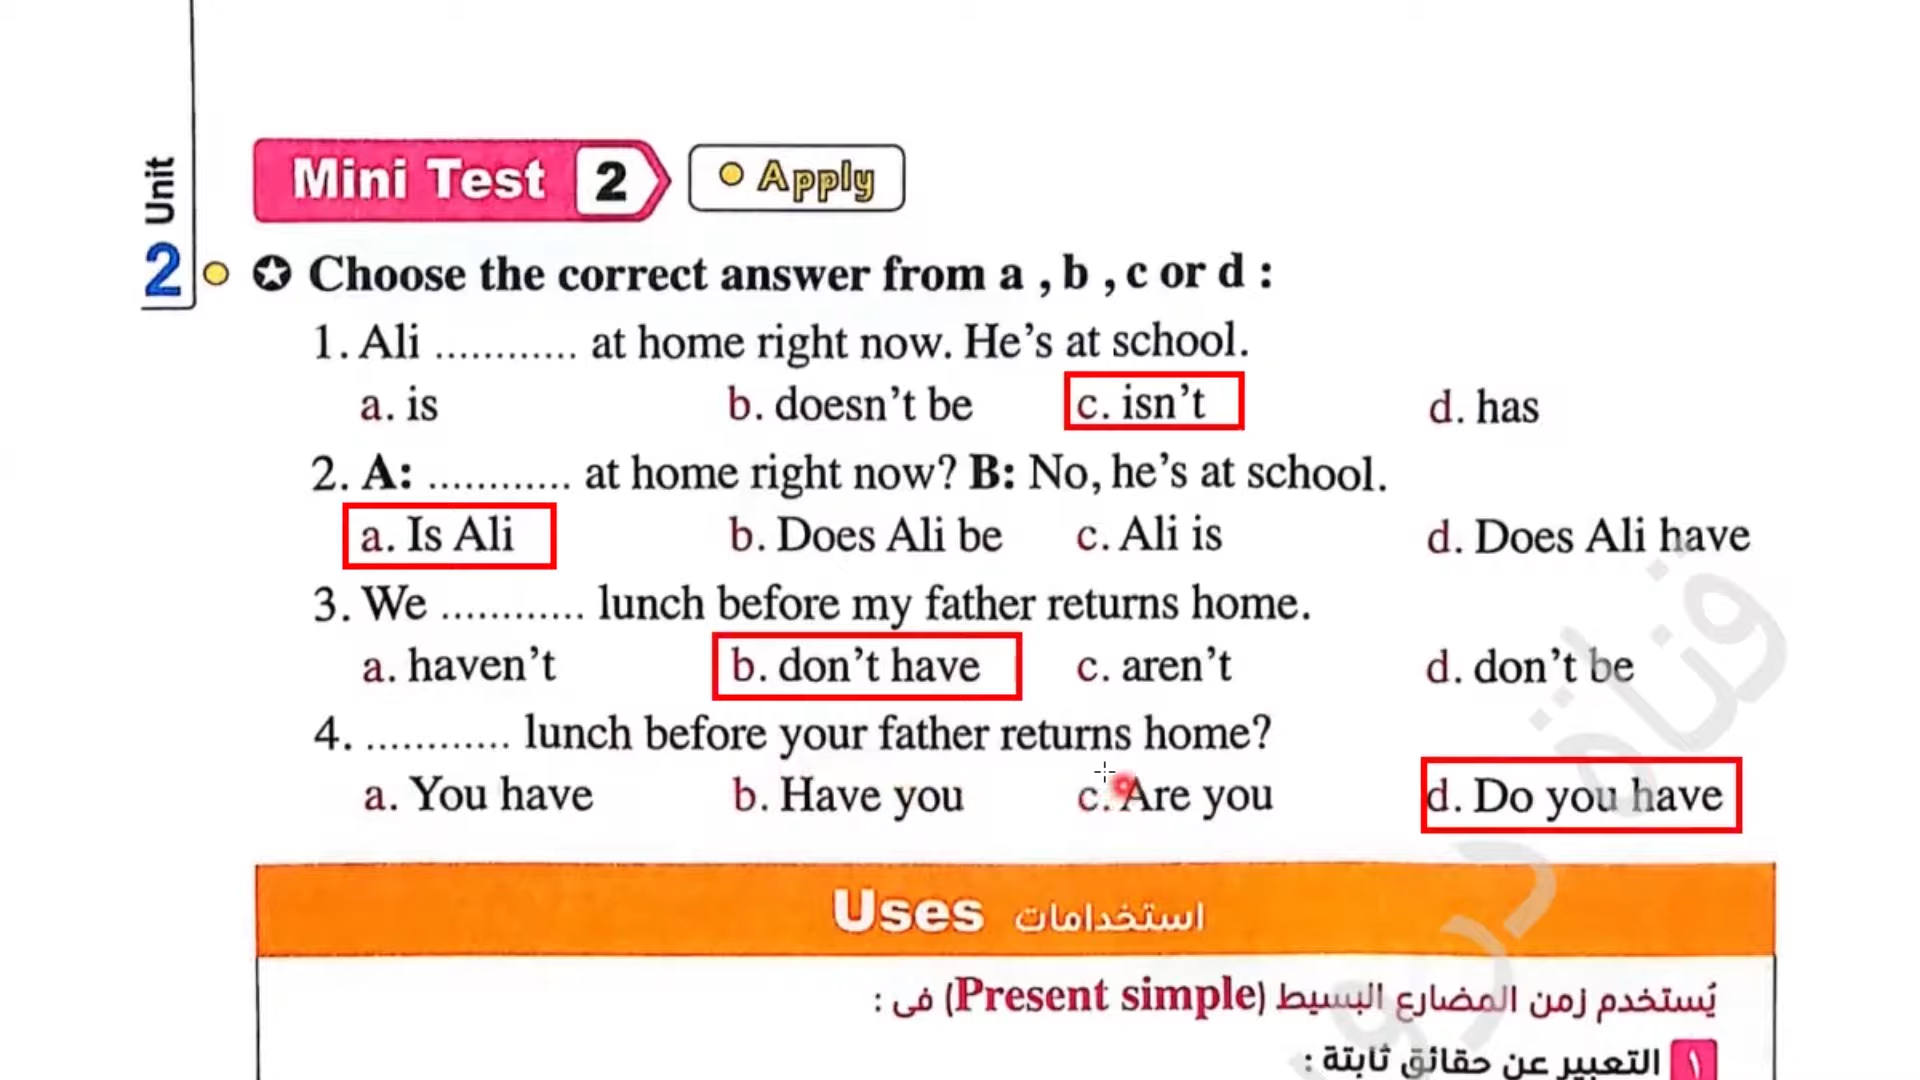 Unit 2
Mini Test 2 Apply
Choose the correct answer from a , b , c or d :
1. Ali ............ at home right now. He's at school.
a. is b. doesn't be c. isn't d. has
2. A: ............ at home right now? B: No, he's at school.
a. Is Ali b. Does Ali be c. Ali is d. Does Ali have
3. We ............ lunch before my father returns home.
a. haven't b. don't have c. aren't d. don't be
4. ............ lunch before your father returns home?
a. You have b. Have you c. Are you d. Do you have
Uses استخدامات
يُستخدم زمن المضارع البسيط (Present simple) فى :
١ التعبير عن حقائق ثابتة :
قناة